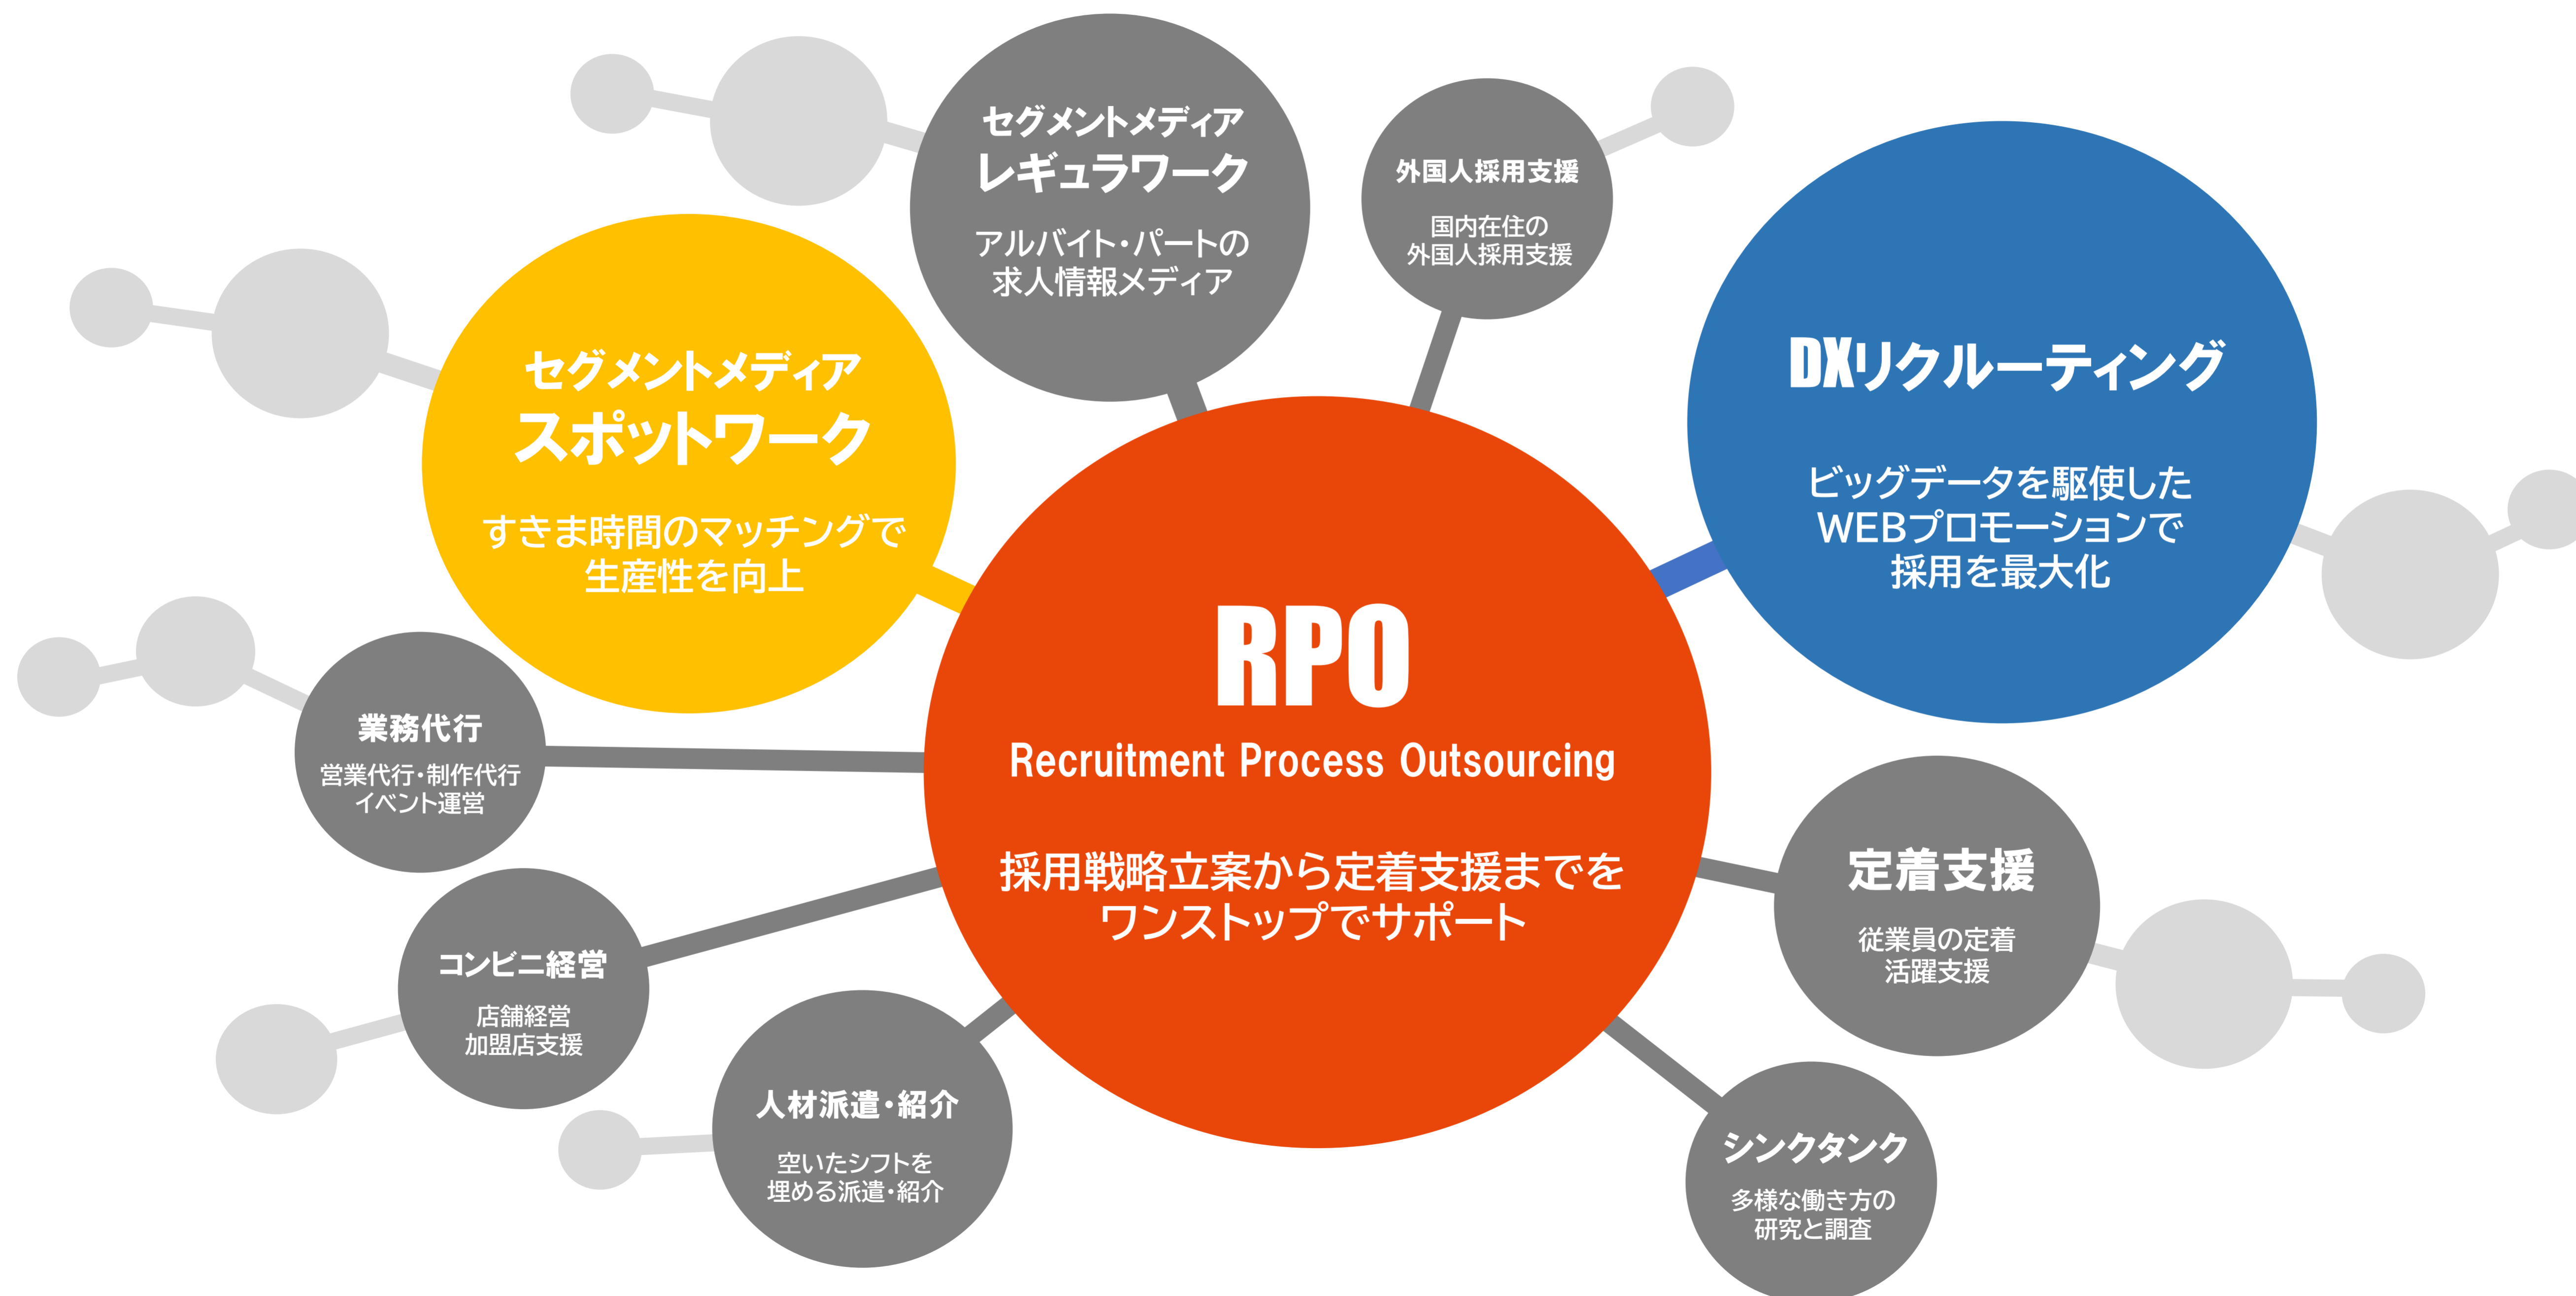 セグメントメディア
レギュラワーク
アルバイト・パートの
求人情報メディア
外国人採用支援
国内在住の
外国人採用支援
セグメントメディア
スポットワーク
すきま時間のマッチングで
生産性を向上
DXリクルーティング
ビッグデータを駆使した
WEBプロモーションで
採用を最大化
RPO
Recruitment Process Outsourcing
採用戦略立案から定着支援までを
ワンストップでサポート
業務代行
営業代行・制作代行
イベント運営
定着支援
従業員の定着
活躍支援
コンビニ経営
店舗経営
加盟店支援
人材派遣・紹介
空いたシフトを
埋める派遣・紹介
シンクタンク
多様な働き方の
研究と調査